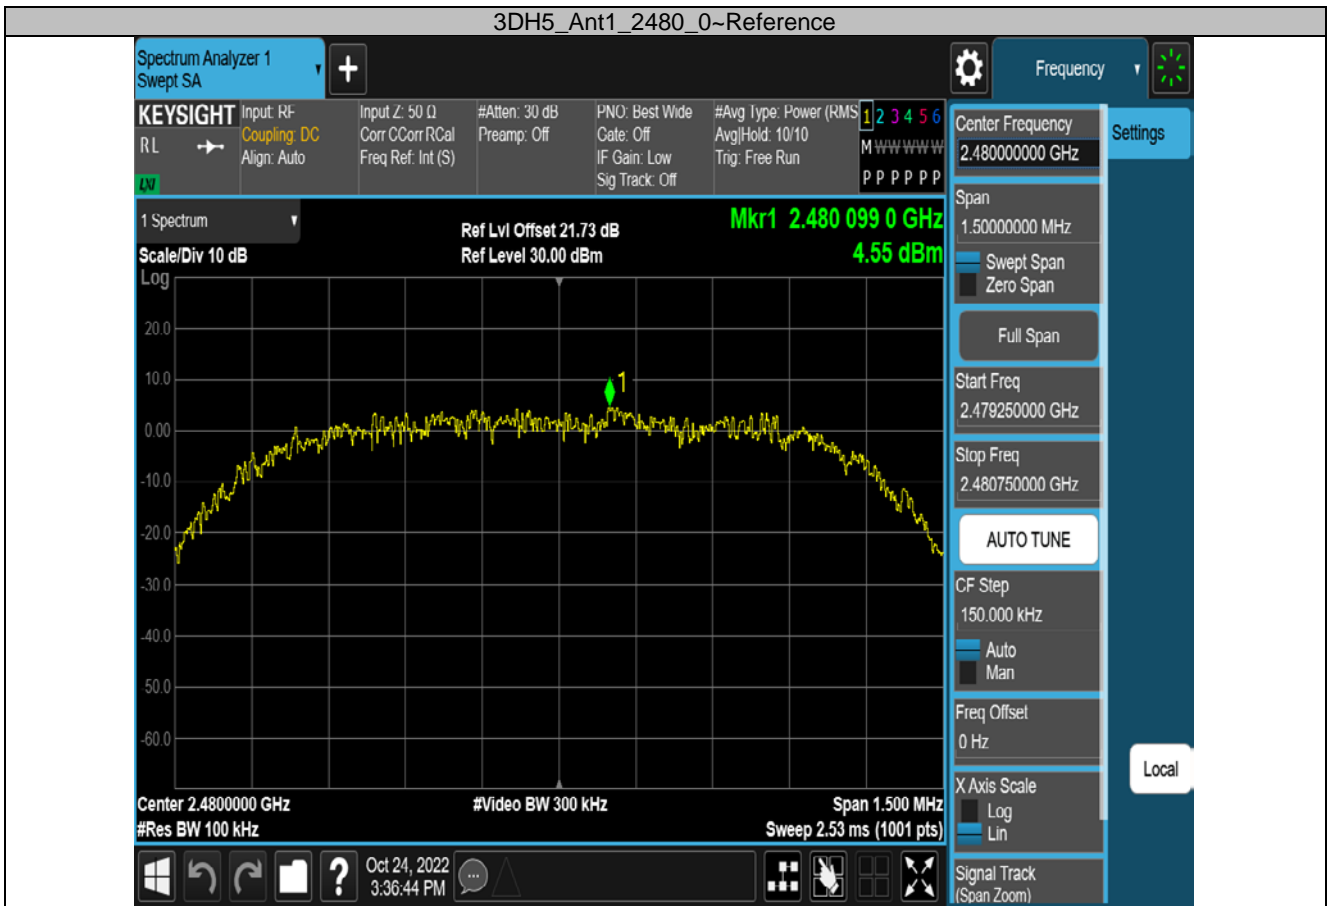 3DH5_Ant1_2480_0~Reference
Spectrum Analyzer 1
Swept SA
+
Frequency
KEYSIGHT
RL
LXI
Input: RF
Coupling: DC
Align: Auto
Input Z: 50 Ω
Corr CCorr RCal
Freq Ref: Int (S)
#Atten: 30 dB
Preamp: Off
PNO: Best Wide
Gate: Off
IF Gain: Low
Sig Track: Off
#Avg Type: Power (RMS
Avg|Hold: 10/10
Trig: Free Run
1 2 3 4 5 6
M W W W W W
P P P P P P
1 Spectrum
Scale/Div 10 dB
Ref Lvl Offset 21.73 dB
Ref Level 30.00 dBm
Mkr1 2.480 099 0 GHz
4.55 dBm
Log
20.0
10.0
0.00
-10.0
-20.0
-30.0
-40.0
-50.0
-60.0
1
Center 2.4800000 GHz
#Res BW 100 kHz
#Video BW 300 kHz
Span 1.500 MHz
Sweep 2.53 ms (1001 pts)
Center Frequency
2.480000000 GHz
Span
1.50000000 MHz
Swept Span
Zero Span
Full Span
Start Freq
2.479250000 GHz
Stop Freq
2.480750000 GHz
AUTO TUNE
CF Step
150.000 kHz
Auto
Man
Freq Offset
0 Hz
X Axis Scale
Log
Lin
Signal Track
(Span Zoom)
Settings
Local
?
Oct 24, 2022
3:36:44 PM